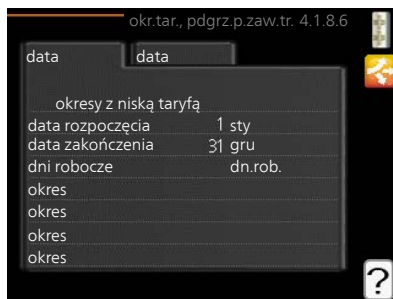 okr.tar., pdgrz.p.zaw.tr. 4.1.8.6
data data
okresy z niską taryfą
data rozpoczęcia 1 sty
data zakończenia 31 gru
dni robocze dn.rob.
okres
okres
okres
okres
?